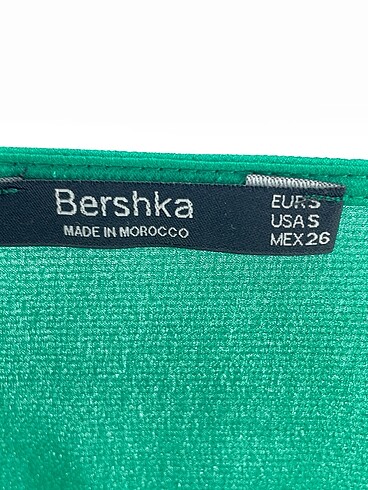 Bershka
MADE IN MOROCCO
EUR S
USA S
MEX 26